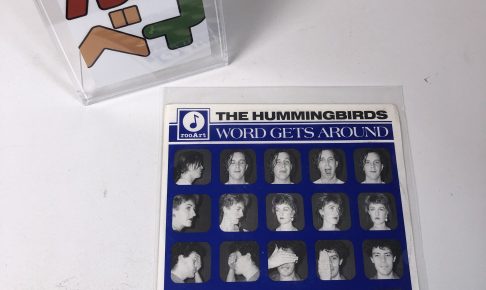 THE HUMMINGBIRDS
rooArt
WORD GETS AROUND